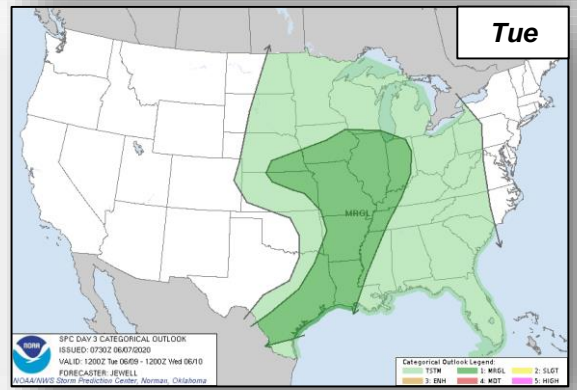 Tue
MRGL
NOAA
SPC DAY 3 CATEGORICAL OUTLOOK
ISSUED: 0730Z 06/07/2020
VALID: 1200Z Tue 06/09 - 1200Z Wed 06/10
FORECASTER: JEWELL
NOAA/NWS Storm Prediction Center, Norman, Oklahoma
Categorical Outlook Legend:
TSTM 1: MRGL 2: SLGT
3: ENH 4: MDT 5: HIGH